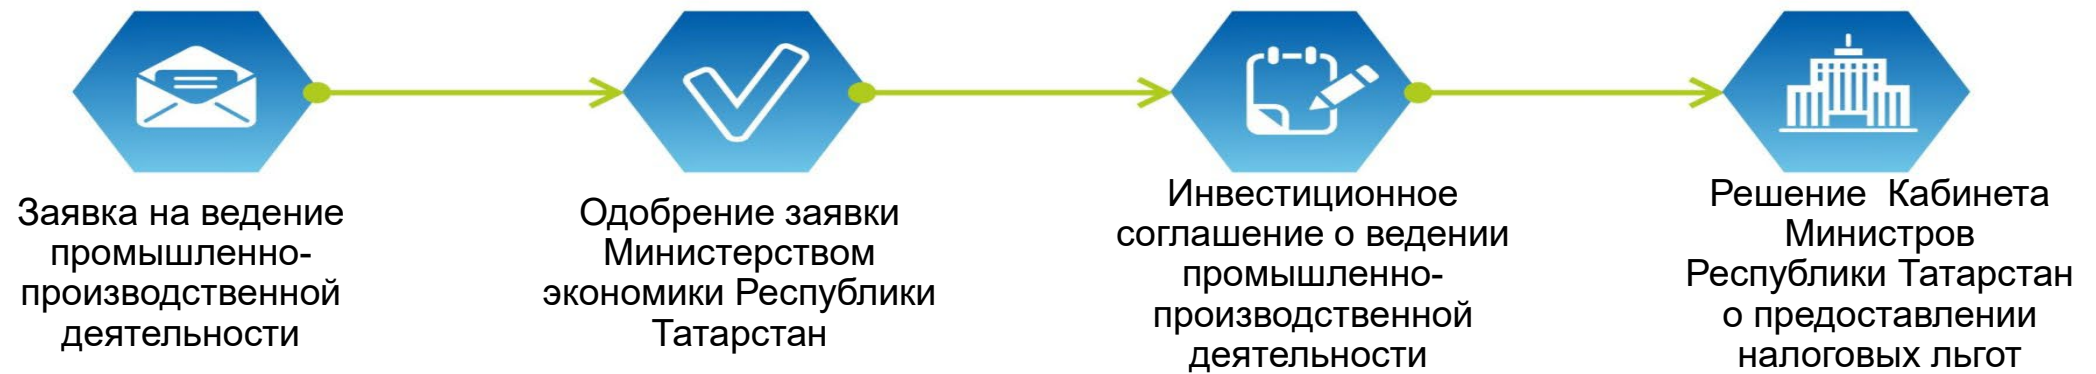 Заявка на ведение
промышленно-
производственной
деятельности
Одобрение заявки
Министерством
экономики Республики
Татарстан
Инвестиционное
соглашение о ведении
промышленно-
производственной
деятельности
Решение Кабинета
Министров
Республики Татарстан
о предоставлении
налоговых льгот